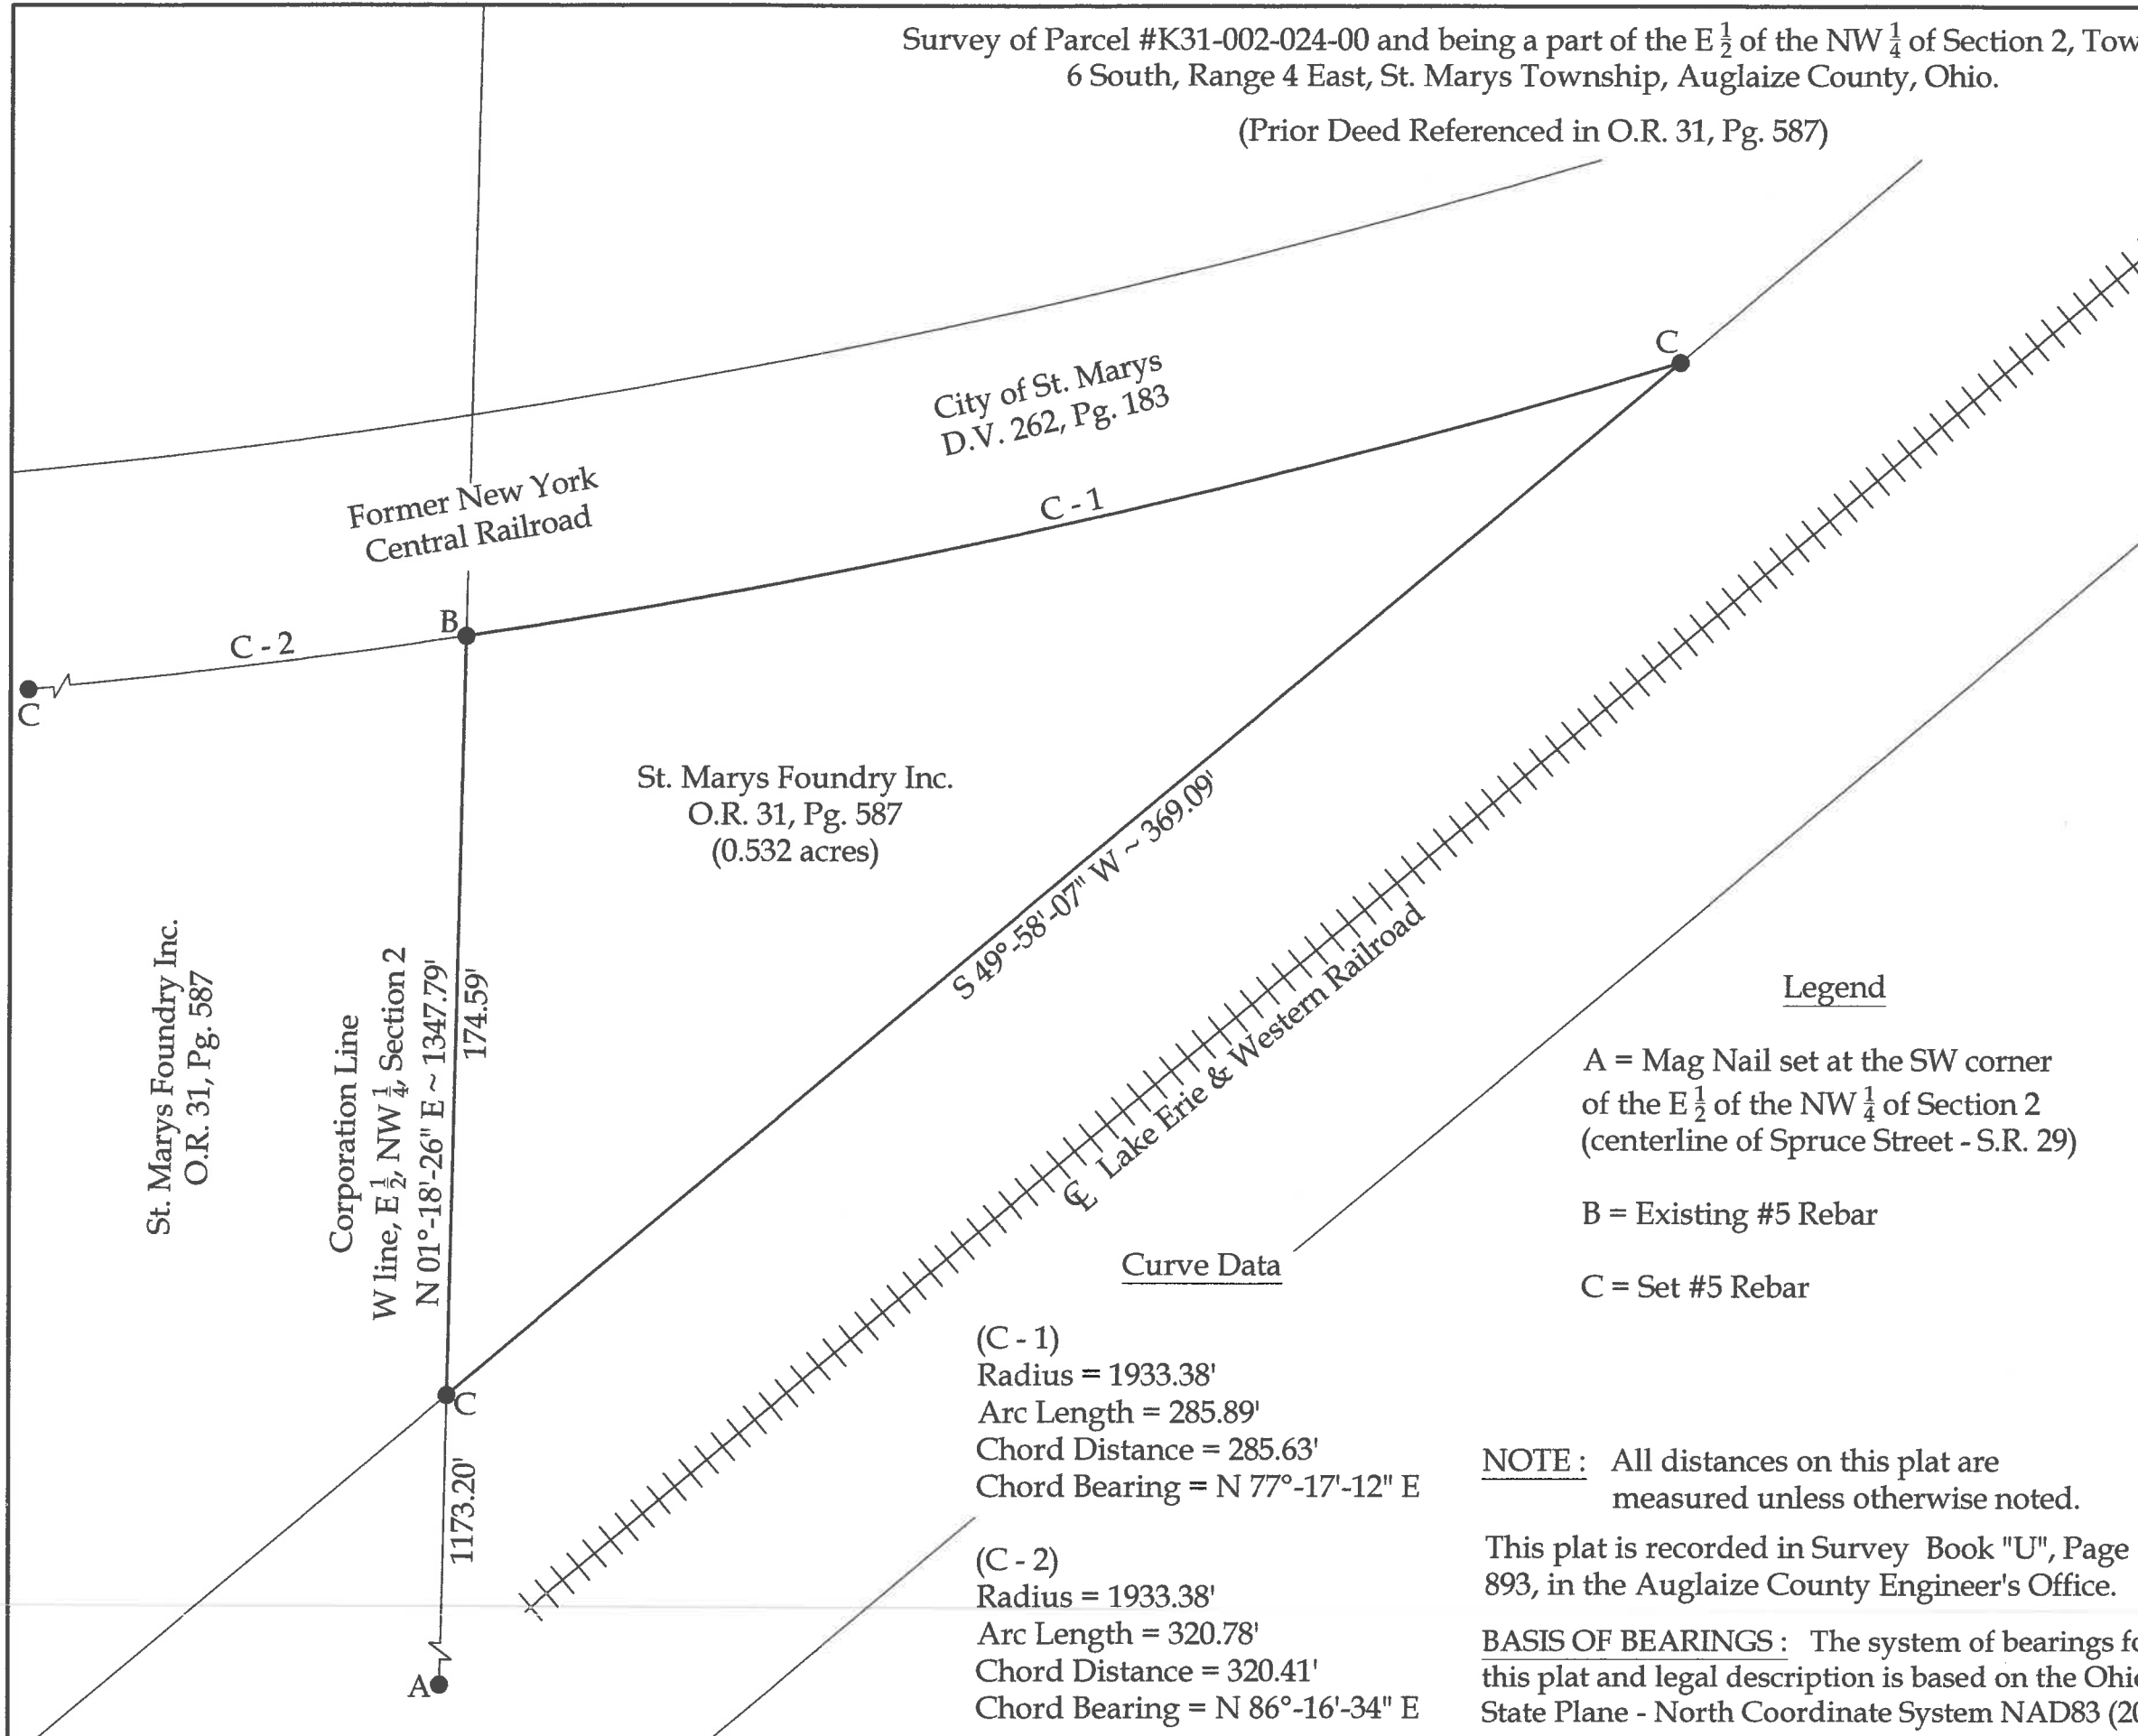 Survey of Parcel #K31-002-024-00 and being a part of the E ½ of the NW ¼ of Section 2, Tow
6 South, Range 4 East, St. Marys Township, Auglaize County, Ohio.
(Prior Deed Referenced in O.R. 31, Pg. 587)
C
City of St. Marys
D.V. 262, Pg. 183
Former New York
Central Railroad
C - 1
B
C - 2
C
St. Marys Foundry Inc.
O.R. 31, Pg. 587
(0.532 acres)
S 49°-58'-07" W ~ 369.09'
St. Marys Foundry Inc.
O.R. 31, Pg. 587
Corporation Line
W line, E ½, NW ¼, Section 2
N 01°-18'-26" E ~ 1347.79'
174.59'
℄ Lake Erie & Western Railroad
C
1173.20'
A
Legend
A = Mag Nail set at the SW corner
of the E ½ of the NW ¼ of Section 2
(centerline of Spruce Street - S.R. 29)
B = Existing #5 Rebar
C = Set #5 Rebar
Curve Data
(C - 1)
Radius = 1933.38'
Arc Length = 285.89'
Chord Distance = 285.63'
Chord Bearing = N 77°-17'-12" E
(C - 2)
Radius = 1933.38'
Arc Length = 320.78'
Chord Distance = 320.41'
Chord Bearing = N 86°-16'-34" E
NOTE : All distances on this plat are
measured unless otherwise noted.
This plat is recorded in Survey Book "U", Page
893, in the Auglaize County Engineer's Office.
BASIS OF BEARINGS : The system of bearings fo
this plat and legal description is based on the Ohi
State Plane - North Coordinate System NAD83 (20